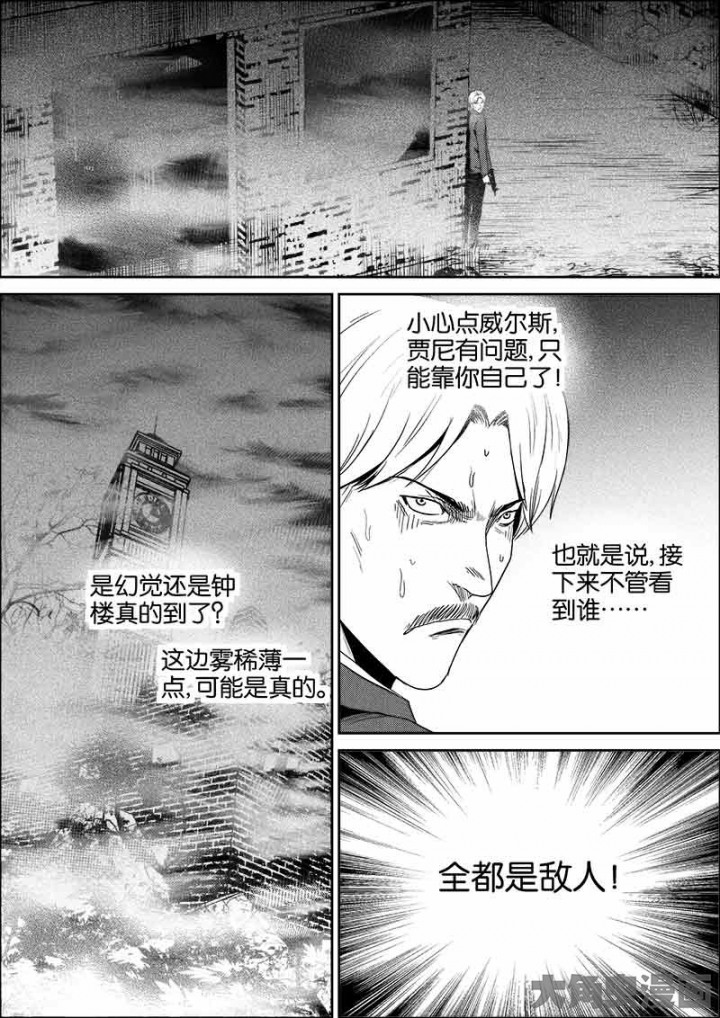 是幻觉还是钟
楼真的到了？
这边雾稀薄一
点，可能是真的。
小心点威尔斯，
贾尼有问题，只
能靠你自己了！
也就是说，接
下来不管看
到谁……
全都是敌人！